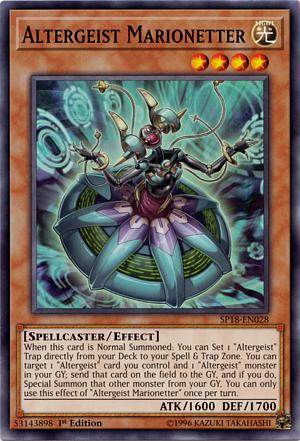 ALTERGEIST MARIONETTER
LIGHT
光
SP18-EN028
[SPELLCASTER/EFFECT]
When this card is Normal Summoned: You can Set 1 "Altergeist"
Trap directly from your Deck to your Spell & Trap Zone. You can
target 1 "Altergeist" card you control and 1 "Altergeist" monster
in your GY; send that card on the field to the GY, and if you do,
Special Summon that other monster from your GY. You can only
use this effect of "Altergeist Marionetter" once per turn.
ATK/1600 DEF/1700
53143898 1st Edition ©1996 KAZUKI TAKAHASHI